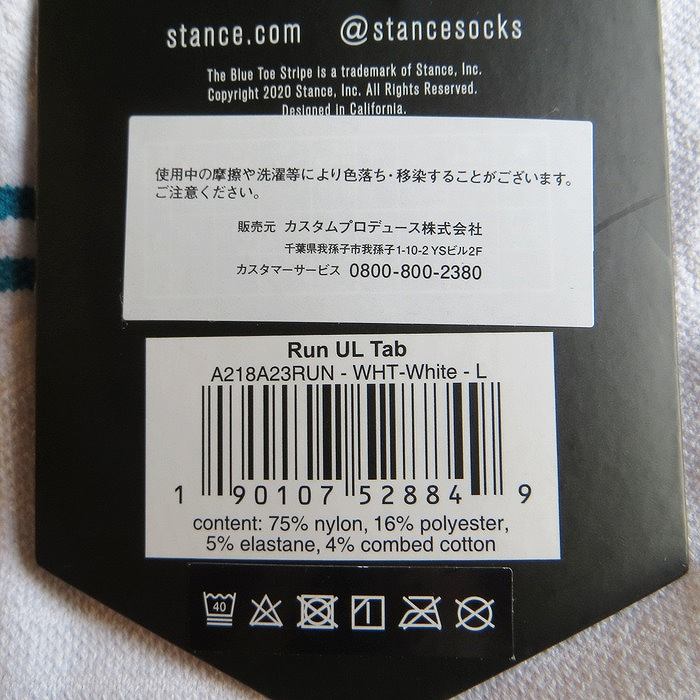 stance.com @stancesocks
The Blue Toe Stripe is a trademark of Stance, Inc.
Copyright 2020 Stance, Inc. All Rights Reserved.
Designed in California.
使用中の摩擦や洗濯等により色落ち・移染することがございます。
ご注意ください。
販売元 カスタムプロデュース株式会社
千葉県我孫子市我孫子1-10-2 YSビル2F
カスタマーサービス 0800-800-2380
Run UL Tab
A218A23RUN - WHT-White - L
1 90107 52884 9
content: 75% nylon, 16% polyester,
5% elastane, 4% combed cotton
40